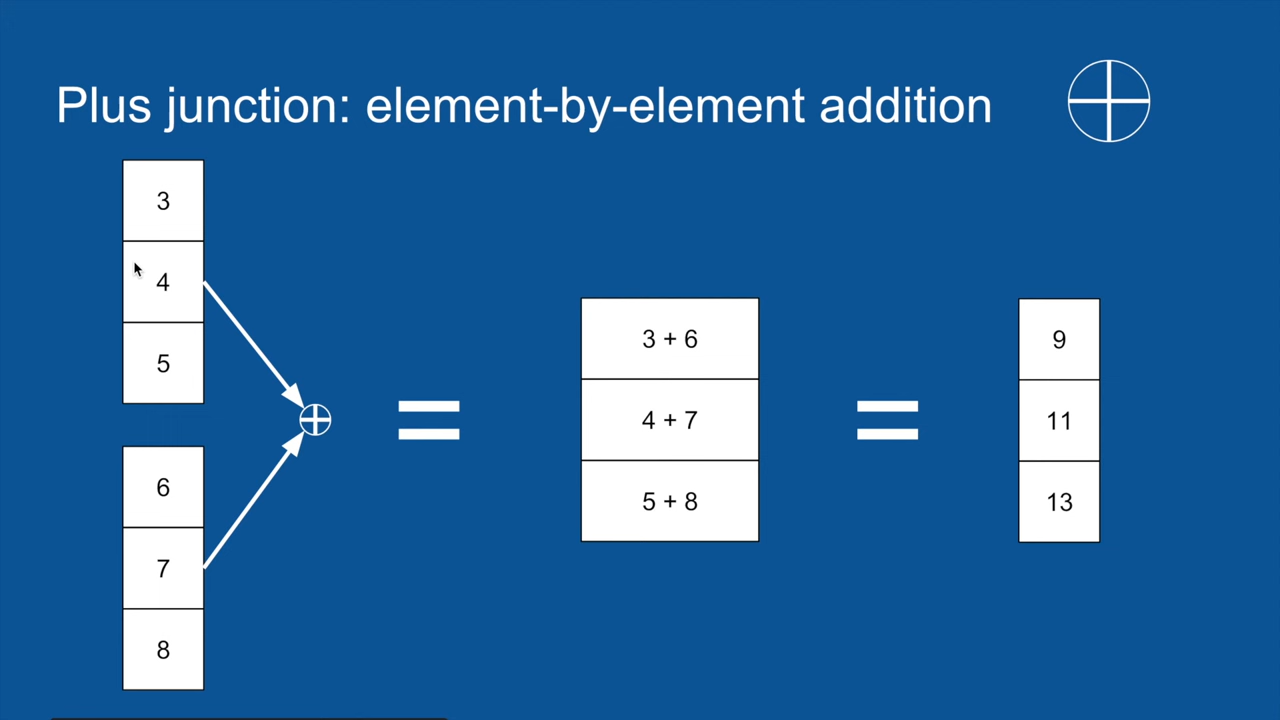 Plus junction: element-by-element addition
3
4
5
6
7
8
=
3 + 6
4 + 7
5 + 8
=
9
11
13